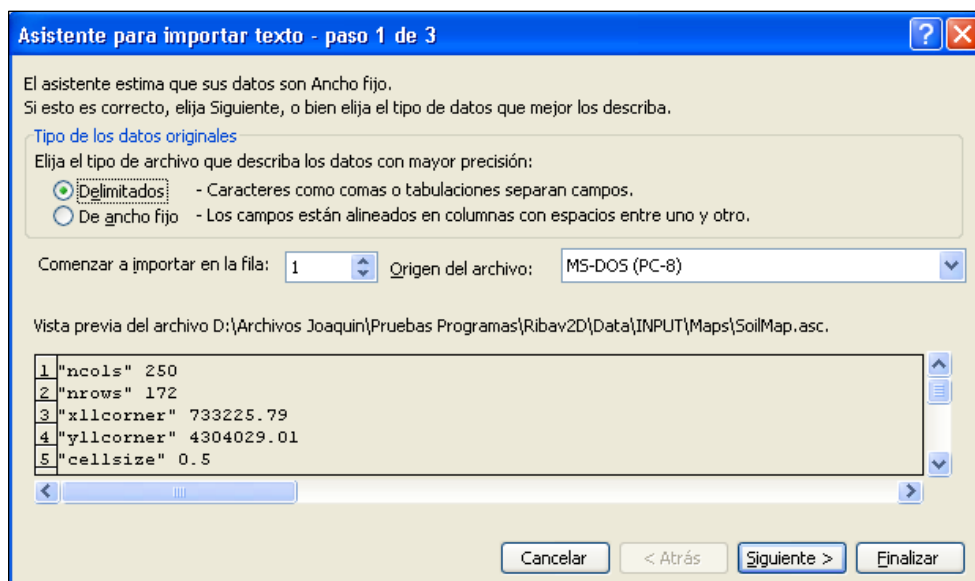 Asistente para importar texto - paso 1 de 3
El asistente estima que sus datos son Ancho fijo.
Si esto es correcto, elija Siguiente, o bien elija el tipo de datos que mejor los describa.
Tipo de los datos originales
Elija el tipo de archivo que describa los datos con mayor precisión:
Delimitados - Caracteres como comas o tabulaciones separan campos.
De ancho fijo - Los campos están alineados en columnas con espacios entre uno y otro.
Comenzar a importar en la fila: 1 Origen del archivo: MS-DOS (PC-8)
Vista previa del archivo D:\Archivos Joaquin\Pruebas Programas\Ribav2D\Data\INPUT\Maps\SoilMap.asc.
1 "ncols" 250
2 "nrows" 172
3 "xllcorner" 733225.79
4 "yllcorner" 4304029.01
5 "cellsize" 0.5
Cancelar < Atrás Siguiente > Finalizar